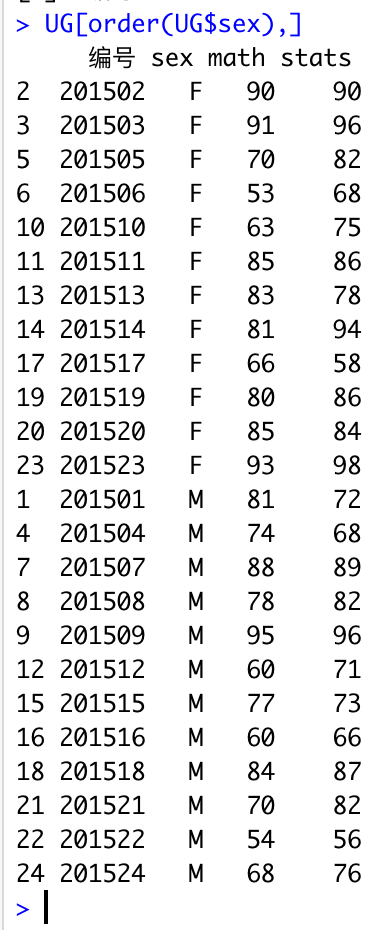 > UG[order(UG$sex),]
编号 sex math stats
2 201502 F 90 90
3 201503 F 91 96
5 201505 F 70 82
6 201506 F 53 68
10 201510 F 63 75
11 201511 F 85 86
13 201513 F 83 78
14 201514 F 81 94
17 201517 F 66 58
19 201519 F 80 86
20 201520 F 85 84
23 201523 F 93 98
1 201501 M 81 72
4 201504 M 74 68
7 201507 M 88 89
8 201508 M 78 82
9 201509 M 95 96
12 201512 M 60 71
15 201515 M 77 73
16 201516 M 60 66
18 201518 M 84 87
21 201521 M 70 82
22 201522 M 54 56
24 201524 M 68 76
>